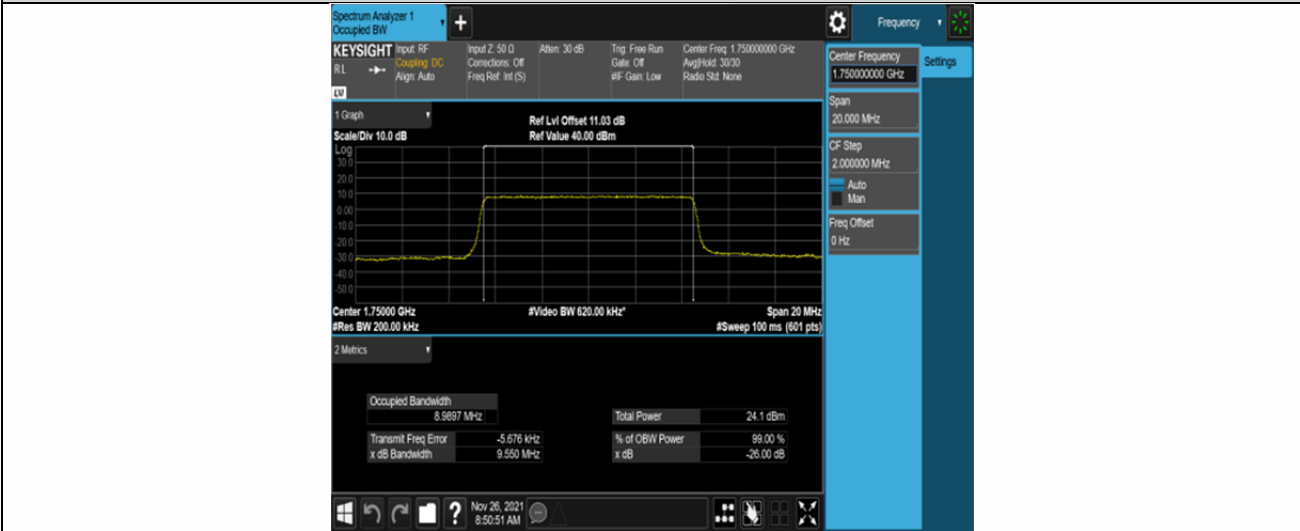 Spectrum Analyzer 1
Occupied BW
+
Frequency
KEYSIGHT
RL
LV
Input: RF
Coupling: DC
Align: Auto
Input Z: 50 Ω
Corrections: Off
Freq Ref: Int (S)
Atten: 30 dB
Trig: Free Run
Gate: Off
#IF Gain: Low
Center Freq: 1.750000000 GHz
Avg|Hold: 30/30
Radio Std: None
Center Frequency
1.750000000 GHz
Settings
Span
20.000 MHz
CF Step
2.000000 MHz
Auto
Man
Freq Offset
0 Hz
1 Graph
Ref Lvl Offset 11.03 dB
Scale/Div 10.0 dB
Ref Value 40.00 dBm
Log
30.0
20.0
10.0
0.00
-10.0
-20.0
-30.0
-40.0
-50.0
Center 1.75000 GHz
#Video BW 620.00 kHz*
Span 20 MHz
#Res BW 200.00 kHz
#Sweep 100 ms (601 pts)
2 Metrics
Occupied Bandwidth
8.9897 MHz
Total Power 24.1 dBm
Transmit Freq Error -5.676 kHz
% of OBW Power 99.00 %
x dB Bandwidth 9.550 MHz
x dB -26.00 dB
?
Nov 26, 2021
8:50:51 AM